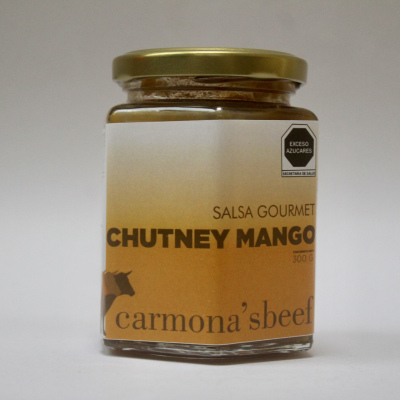 EXCESO
AZÚCARES
SECRETARÍA DE SALUD
SALSA GOURMET
CHUTNEY MANGO
300 G
carmona'sbeef